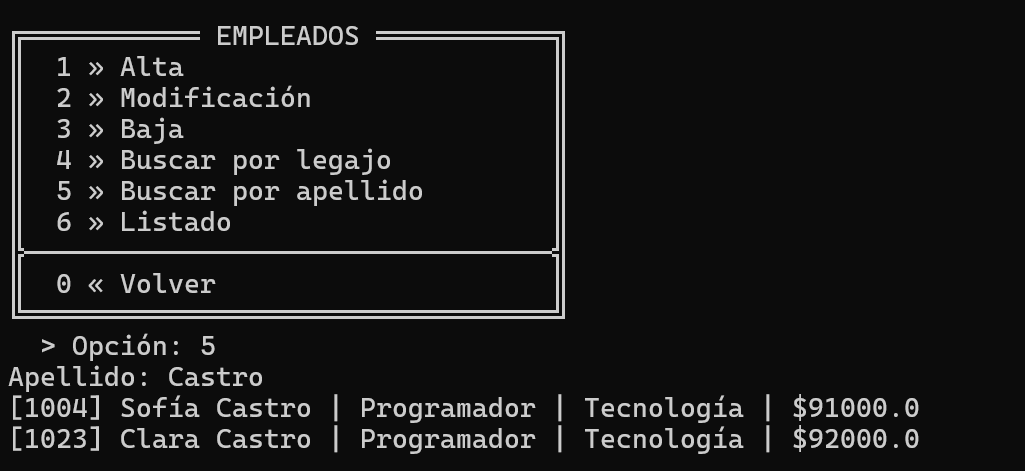 EMPLEADOS
1 » Alta
2 » Modificación
3 » Baja
4 » Buscar por legajo
5 » Buscar por apellido
6 » Listado
0 « Volver
> Opción: 5
Apellido: Castro
[1004] Sofía Castro | Programador | Tecnología | $91000.0
[1023] Clara Castro | Programador | Tecnología | $92000.0